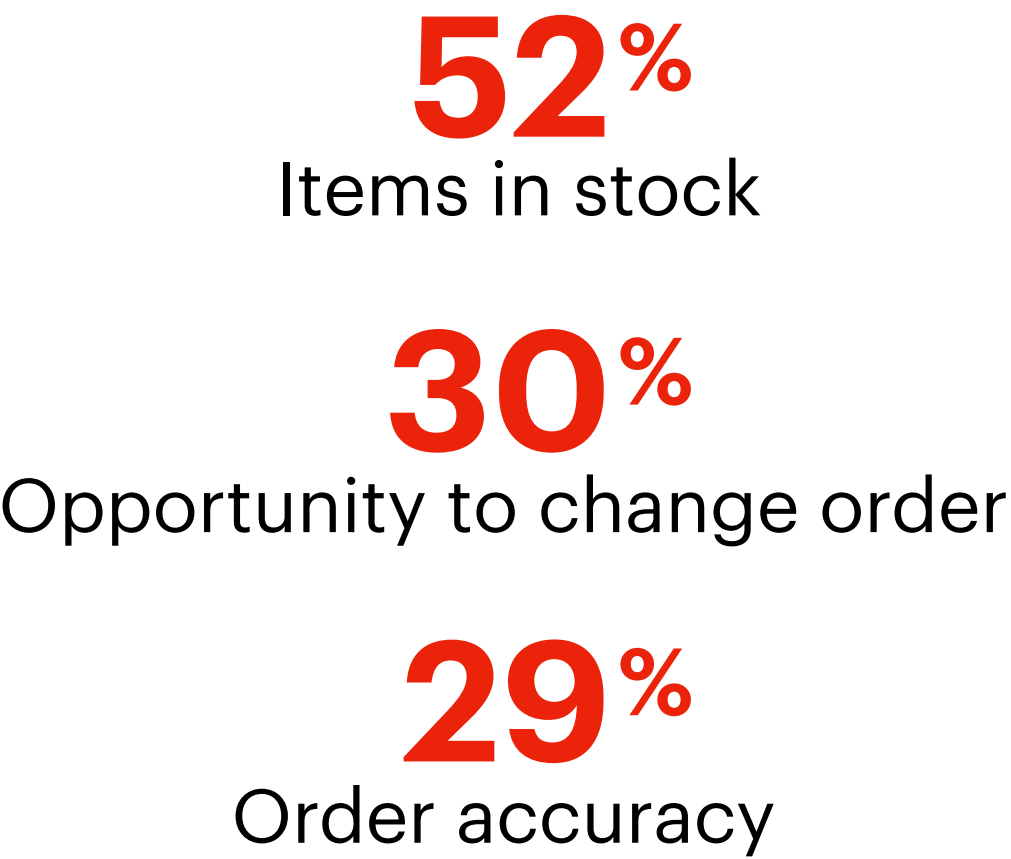 52%
Items in stock
30%
Opportunity to change order
29%
Order accuracy